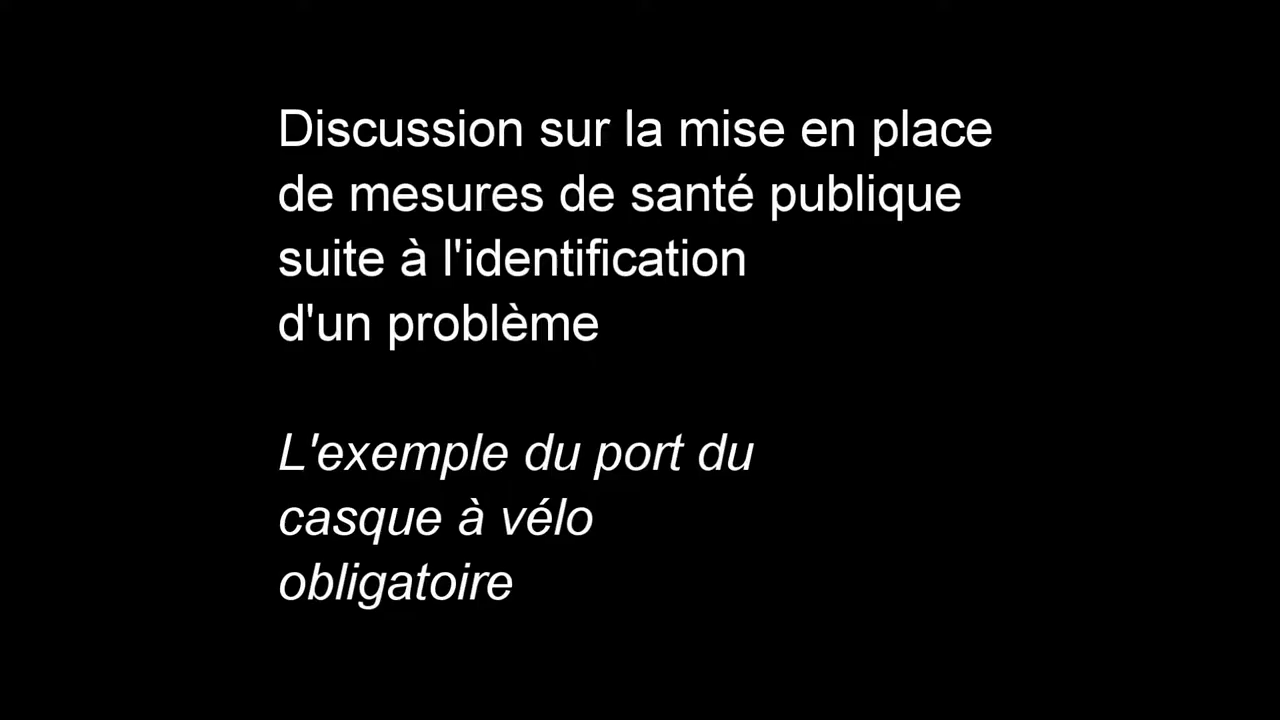 Discussion sur la mise en place
de mesures de santé publique
suite à l'identification
d'un problème
L'exemple du port du
casque à vélo
obligatoire